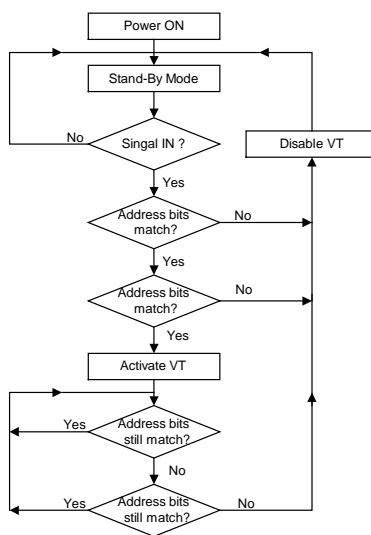 Power ON
Stand-By Mode
No
Singal IN ?
Disable VT
Yes
Address bits
match?
No
Yes
Address bits
match?
No
Yes
Activate VT
Yes
Address bits
still match?
No
Yes
Address bits
still match?
No